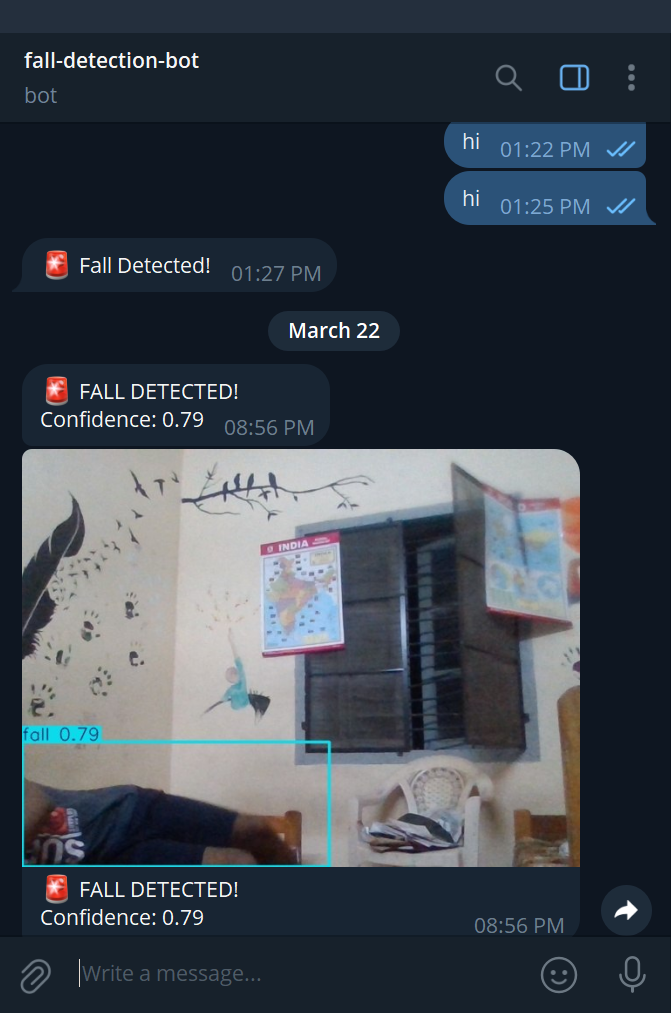 fall-detection-bot
bot
hi 01:22 PM
hi 01:25 PM
🚨 Fall Detected! 01:27 PM
March 22
🚨 FALL DETECTED!
Confidence: 0.79 08:56 PM
INDIA
fall 0.79
🚨 FALL DETECTED!
Confidence: 0.79
08:56 PM
Write a message...